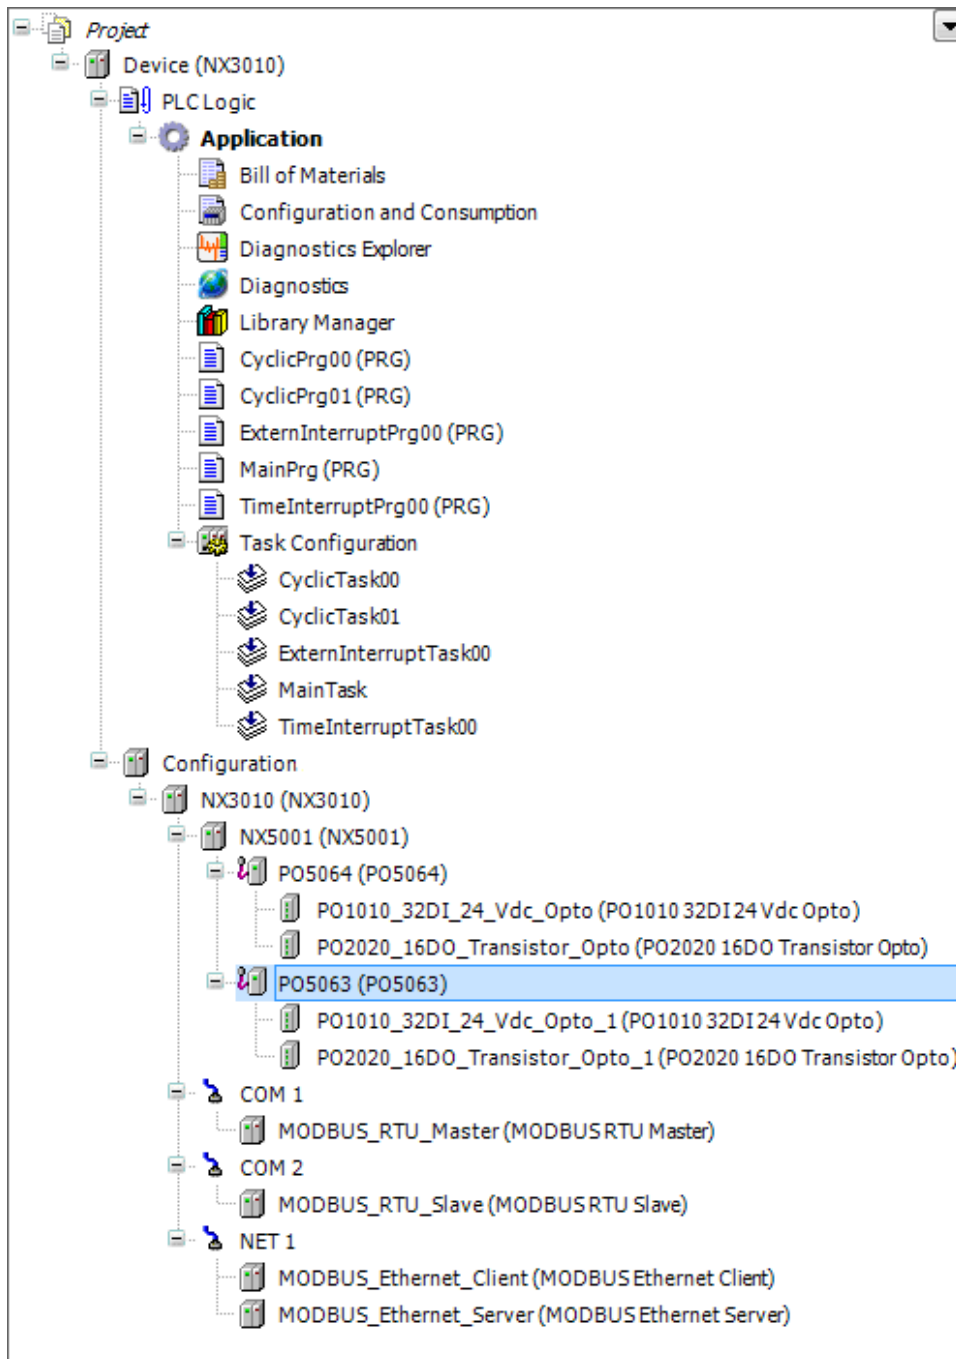 Project
Device (NX3010)
PLC Logic
Application
Bill of Materials
Configuration and Consumption
Diagnostics Explorer
Diagnostics
Library Manager
CyclicPrg00 (PRG)
CyclicPrg01 (PRG)
ExternInterruptPrg00 (PRG)
MainPrg (PRG)
TimeInterruptPrg00 (PRG)
Task Configuration
CyclicTask00
CyclicTask01
ExternInterruptTask00
MainTask
TimeInterruptTask00
Configuration
NX3010 (NX3010)
NX5001 (NX5001)
PO5064 (PO5064)
PO1010_32DI_24_Vdc_Opto (PO1010 32DI 24 Vdc Opto)
PO2020_16DO_Transistor_Opto (PO2020 16DO Transistor Opto)
PO5063 (PO5063)
PO1010_32DI_24_Vdc_Opto_1 (PO1010 32DI 24 Vdc Opto)
PO2020_16DO_Transistor_Opto_1 (PO2020 16DO Transistor Opto)
COM 1
MODBUS_RTU_Master (MODBUS RTU Master)
COM 2
MODBUS_RTU_Slave (MODBUS RTU Slave)
NET 1
MODBUS_Ethernet_Client (MODBUS Ethernet Client)
MODBUS_Ethernet_Server (MODBUS Ethernet Server)